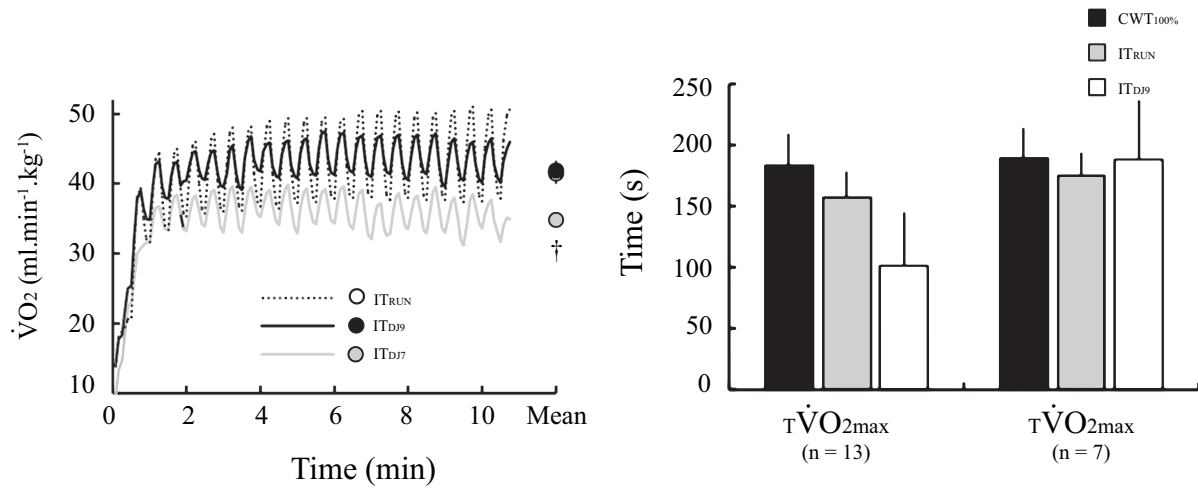 50
40
30
20
10
V̇O2 (ml.min-1.kg-1)
ITRUN
ITDJ9
ITDJ7
†
0 2 4 6 8 10 Mean
Time (min)
CWT100%
ITRUN
ITDJ9
250
200
150
100
50
0
Time (s)
TV̇O2max
(n = 13)
TV̇O2max
(n = 7)